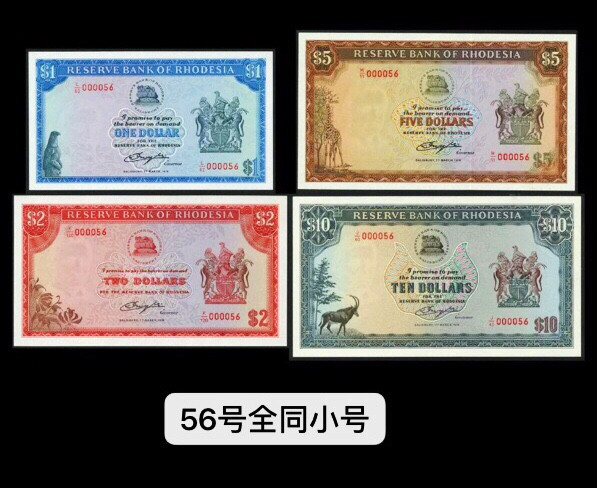 $1
RESERVE BANK OF RHODESIA
$1
000056
I promise to pay
the bearer on demand
ONE DOLLAR
FOR THE
RESERVE BANK OF RHODESIA
Governor
000056
$1
$5
RESERVE BANK OF RHODESIA
$5
000056
I promise to pay
the bearer on demand
FIVE DOLLARS
FOR THE
RESERVE BANK OF RHODESIA
Governor
000056
$5
$2
RESERVE BANK OF RHODESIA
$2
000056
I promise to pay the bearer on demand
TWO DOLLARS
FOR THE RESERVE BANK OF RHODESIA
Governor
000056
$2
$10
RESERVE BANK OF RHODESIA
$10
000056
I promise to pay
the bearer on demand
TEN DOLLARS
FOR THE
RESERVE BANK OF RHODESIA
Governor
000056
$10
56号全同小号